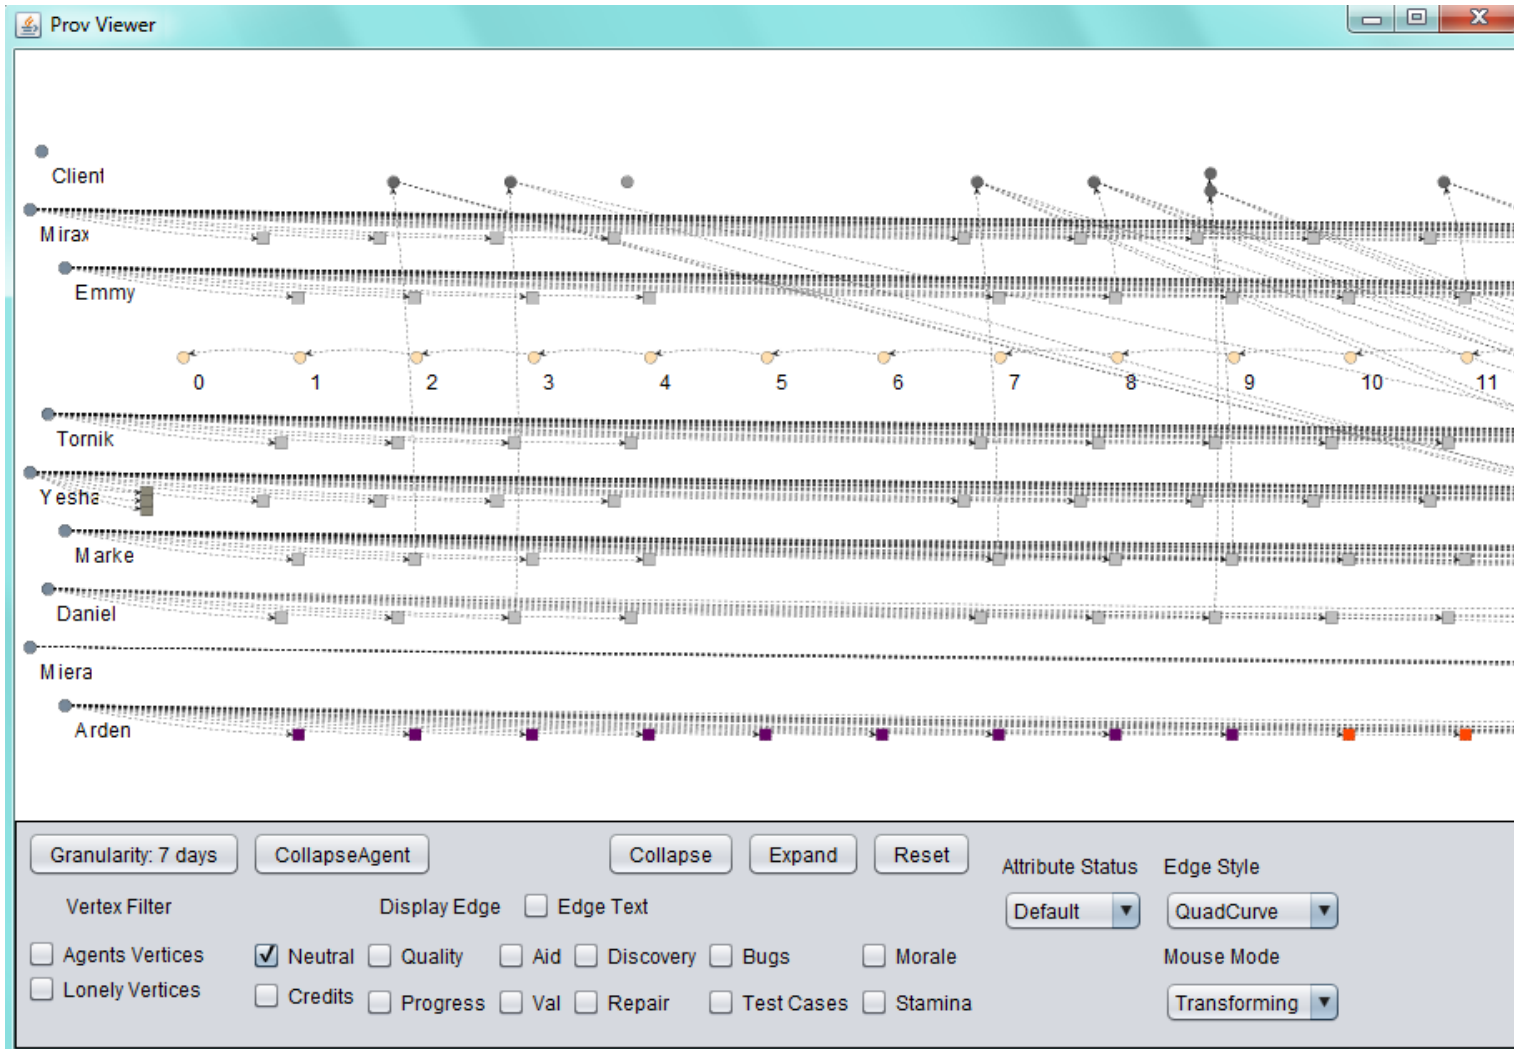 Prov Viewer
Client
Mirax
Emmy
0 1 2 3 4 5 6 7 8 9 10 11
Tornik
Yesha
Marke
Daniel
Miera
Arden
Granularity: 7 days CollapseAgent Collapse Expand Reset Attribute Status Edge Style
Vertex Filter Display Edge Edge Text Default QuadCurve
Agents Vertices Neutral Quality Aid Discovery Bugs Morale Mouse Mode
Lonely Vertices Credits Progress Val Repair Test Cases Stamina Transforming